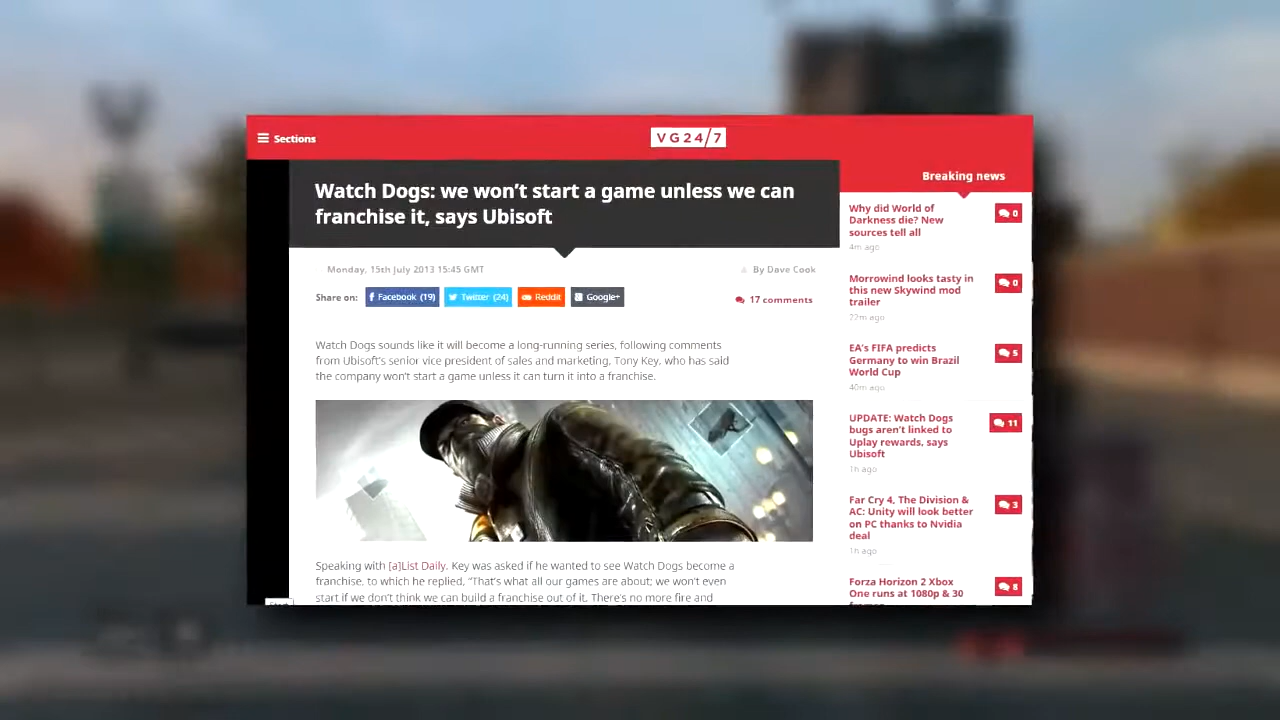 Sections
VG24/7
Watch Dogs: we won't start a game unless we can
franchise it, says Ubisoft
Monday, 15th July 2013 15:45 GMT
By Dave Cook
Share on:
Facebook (19)
Twitter (24)
Reddit
Google+
17 comments
Watch Dogs sounds like it will become a long-running series, following comments
from Ubisoft's senior vice president of sales and marketing, Tony Key, who has said
the company won't start a game unless it can turn it into a franchise.
Speaking with [a]List Daily, Key was asked if he wanted to see Watch Dogs become a
franchise, to which he replied, "That's what all our games are about; we won't even
start if we don't think we can build a franchise out of it. There's no more fire and
Breaking news
Why did World of
Darkness die? New
sources tell all
0
4m ago
Morrowind looks tasty in
this new Skywind mod
trailer
0
22m ago
EA's FIFA predicts
Germany to win Brazil
World Cup
5
40m ago
UPDATE: Watch Dogs
bugs aren't linked to
Uplay rewards, says
Ubisoft
11
1h ago
Far Cry 4, The Division &
AC: Unity will look better
on PC thanks to Nvidia
deal
3
1h ago
Forza Horizon 2 Xbox
One runs at 1080p & 30
8